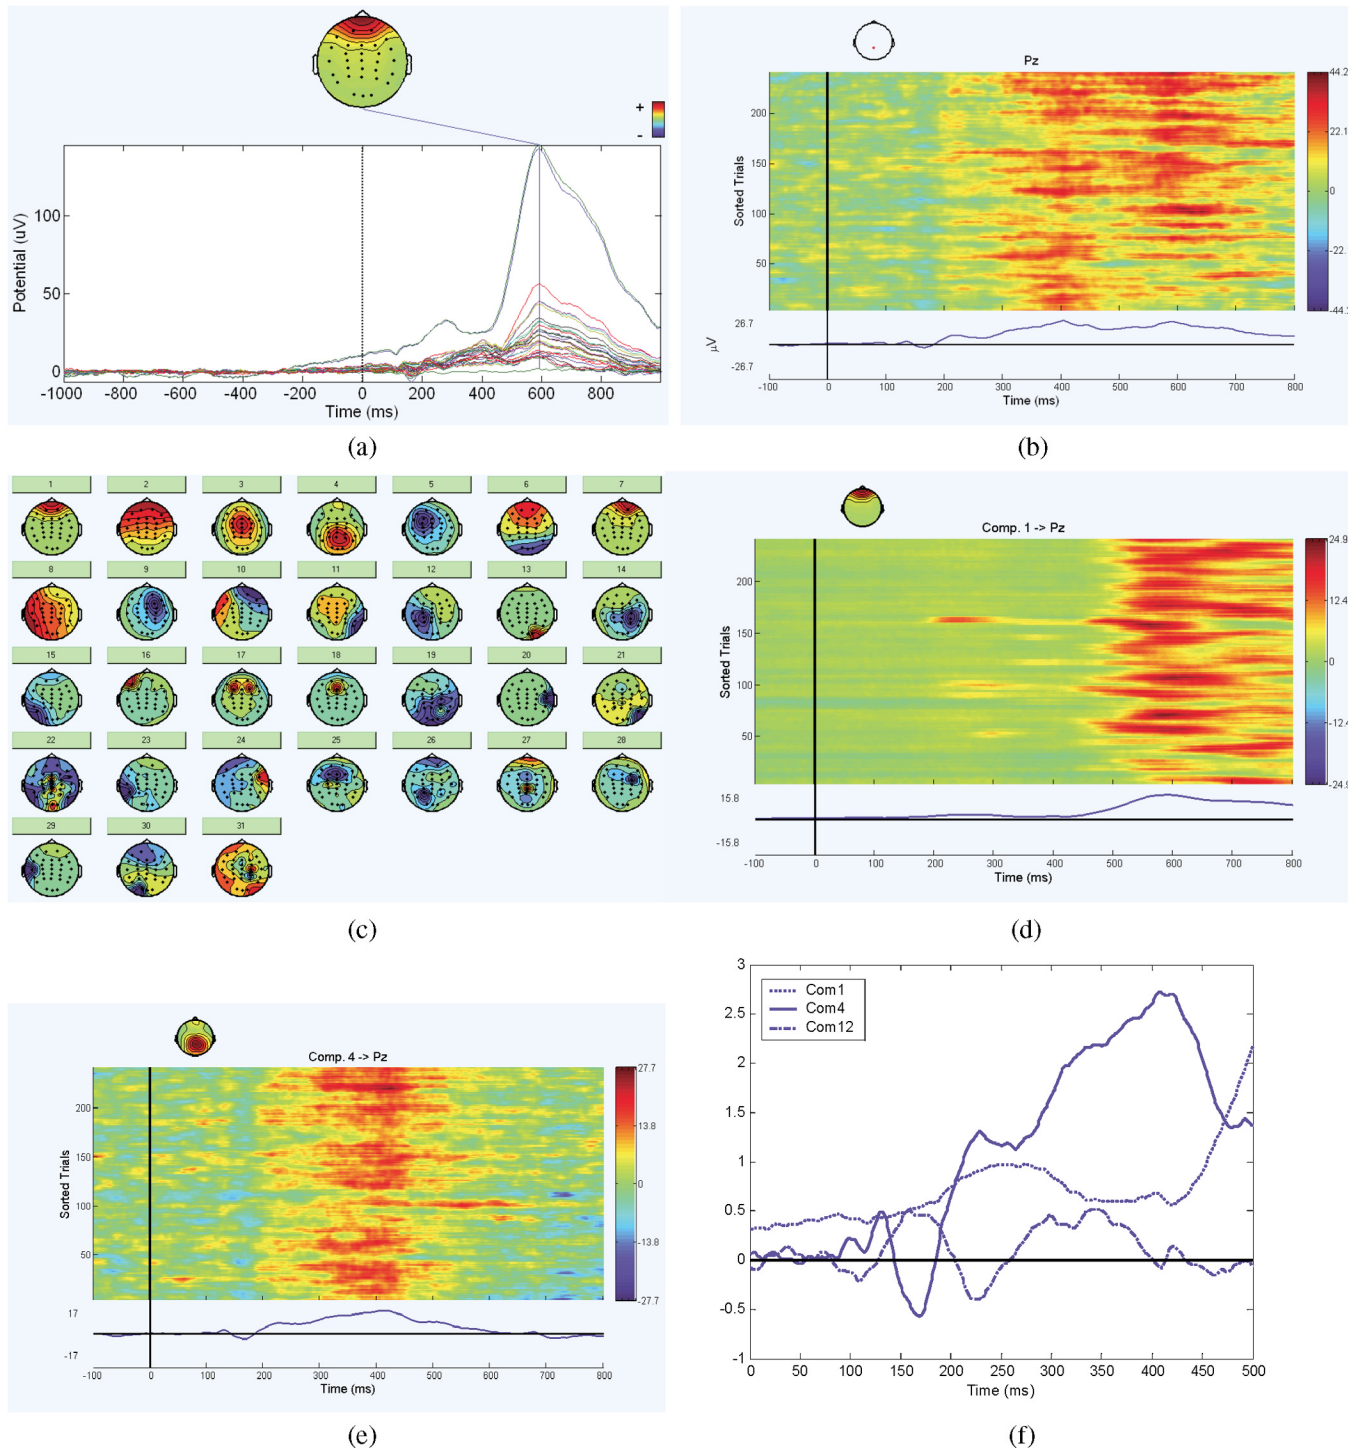 +
-
100
50
0
Potential (uV)
-1000 -800 -600 -400 -200 0 200 400 600 800
Time (ms)
(a)
Pz
200
150
100
50
Sorted Trials
44.2
22.1
0
-22.
-44.
26.7
-26.7
μV
-100 0 100 200 300 400 500 600 700 800
Time (ms)
(b)
1 2 3 4 5 6 7
8 9 10 11 12 13 14
15 16 17 18 19 20 21
22 23 24 25 26 27 28
29 30 31
(c)
Comp. 1 -> Pz
200
150
100
50
Sorted Trials
24.9
12.4
0
-12.4
-24.9
15.8
-15.8
-100 0 100 200 300 400 500 600 700 800
Time (ms)
(d)
Comp. 4 -> Pz
200
150
100
50
Sorted Trials
27.7
13.8
0
-13.8
-27.7
17
-17
-100 0 100 200 300 400 500 600 700 800
Time (ms)
(e)
3
2.5
2
1.5
1
0.5
0
-0.5
-1
Com1
Com4
Com12
0 50 100 150 200 250 300 350 400 450 500
Time (ms)
(f)